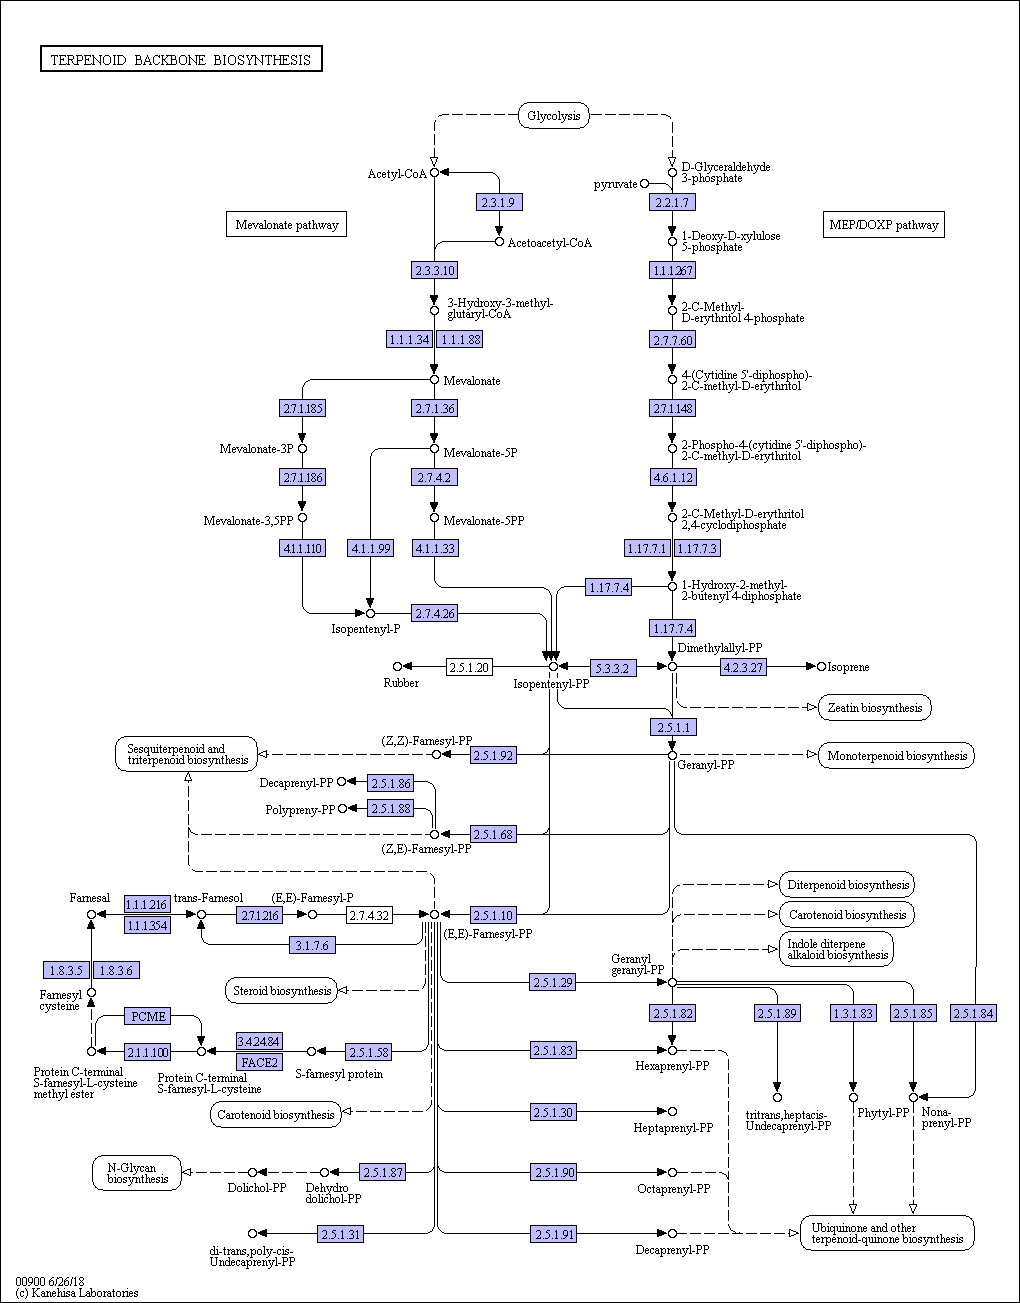 TERPENOID BACKBONE BIOSYNTHESIS
Glycolysis
Acetyl-CoA
D-Glyceraldehyde
3-phosphate
pyruvate
2.3.1.9
2.2.1.7
Mevalonate pathway
MEP/DOXP pathway
Acetoacetyl-CoA
1-Deoxy-D-xylulose
5-phosphate
2.3.3.10
1.1.1.267
3-Hydroxy-3-methyl-
glutaryl-CoA
2-C-Methyl-
D-erythritol 4-phosphate
1.1.1.34
1.1.1.88
2.7.7.60
Mevalonate
4-(Cytidine 5'-diphospho)-
2-C-methyl-D-erythritol
2.7.1.185
2.7.1.36
2.7.1.148
Mevalonate-3P
Mevalonate-5P
2-Phospho-4-(cytidine 5'-diphospho)-
2-C-methyl-D-erythritol
2.7.1.186
2.7.4.2
4.6.1.12
Mevalonate-3,5PP
Mevalonate-5PP
2-C-Methyl-D-erythritol
2,4-cyclodiphosphate
4.1.1.110
4.1.1.99
4.1.1.33
1.17.7.1
1.17.7.3
1.17.7.4
1-Hydroxy-2-methyl-
2-butenyl 4-diphosphate
2.7.4.26
Isopentenyl-P
1.17.7.4
Dimethylallyl-PP
2.5.1.20
5.3.3.2
4.2.3.27
Isoprene
Rubber
Isopentenyl-PP
Zeatin biosynthesis
2.5.1.1
(Z,Z)-Farnesyl-PP
Sesquiterpenoid and
triterpenoid biosynthesis
2.5.1.92
Geranyl-PP
Monoterpenoid biosynthesis
Decaprenyl-PP
2.5.1.86
Polypreny-PP
2.5.1.88
2.5.1.68
(Z,E)-Farnesyl-PP
Diterpenoid biosynthesis
Farnesal
1.1.1.216
trans-Farnesol
(E,E)-Farnesyl-P
2.7.1.216
2.7.4.32
2.5.1.10
Carotenoid biosynthesis
1.1.1.354
(E,E)-Farnesyl-PP
3.1.7.6
Indole diterpene
alkaloid biosynthesis
Geranyl
geranyl-PP
1.8.3.5
1.8.3.6
2.5.1.29
Farnesyl
cysteine
Steroid biosynthesis
PCME
2.5.1.82
2.5.1.89
1.3.1.83
2.5.1.85
2.5.1.84
3.4.24.84
2.1.1.100
FACE2
2.5.1.58
2.5.1.83
Protein C-terminal
S-farnesyl-L-cysteine
methyl ester
Protein C-terminal
S-farnesyl-L-cysteine
S-farnesyl protein
Hexaprenyl-PP
Carotenoid biosynthesis
2.5.1.30
Heptaprenyl-PP
tritrans,heptacis-
Undecaprenyl-PP
Phytyl-PP
Nona-
prenyl-PP
N-Glycan
biosynthesis
Dolichol-PP
Dehydro
dolichol-PP
2.5.1.87
2.5.1.90
Octaprenyl-PP
2.5.1.31
2.5.1.91
di-trans,poly-cis-
Undecaprenyl-PP
Decaprenyl-PP
Ubiquinone and other
terpenoid-quinone biosynthesis
00900 6/26/18
(c) Kanehisa Laboratories